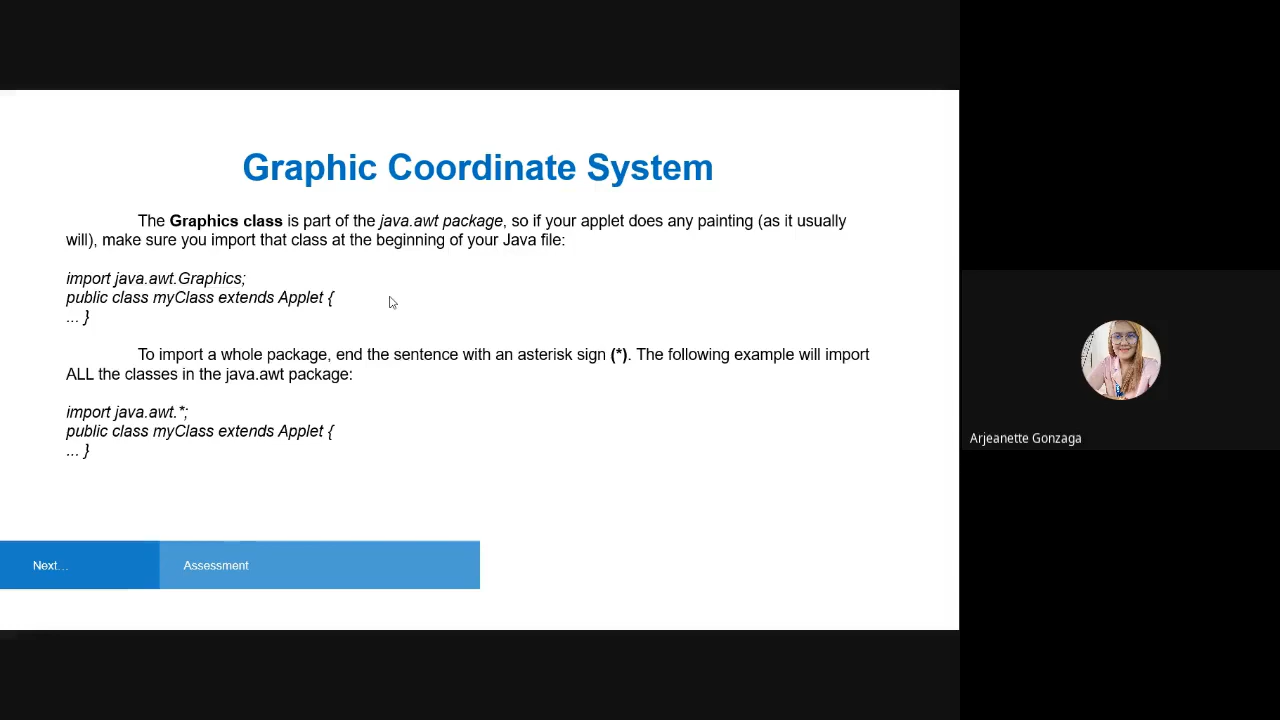 Graphic Coordinate System
The Graphics class is part of the java.awt package, so if your applet does any painting (as it usually
will), make sure you import that class at the beginning of your Java file:
import java.awt.Graphics;
public class myClass extends Applet {
... }
To import a whole package, end the sentence with an asterisk sign (*). The following example will import
ALL the classes in the java.awt package:
import java.awt.*;
public class myClass extends Applet {
... }
Next...
Assessment
Arjeanette Gonzaga